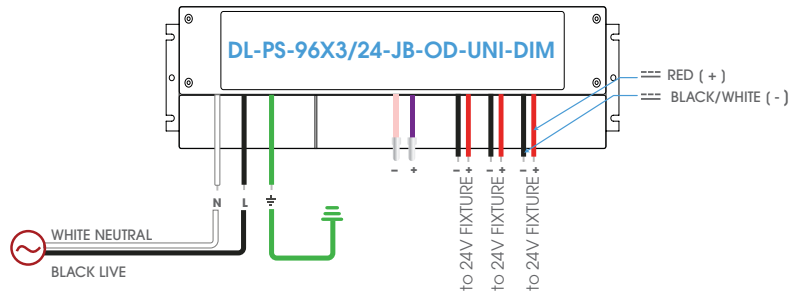 DL-PS-96X3/24-JB-OD-UNI-DIM
RED ( + )
BLACK/WHITE ( - )
- + - + - + - +
N L
to 24V FIXTURE
to 24V FIXTURE
to 24V FIXTURE
WHITE NEUTRAL
BLACK LIVE